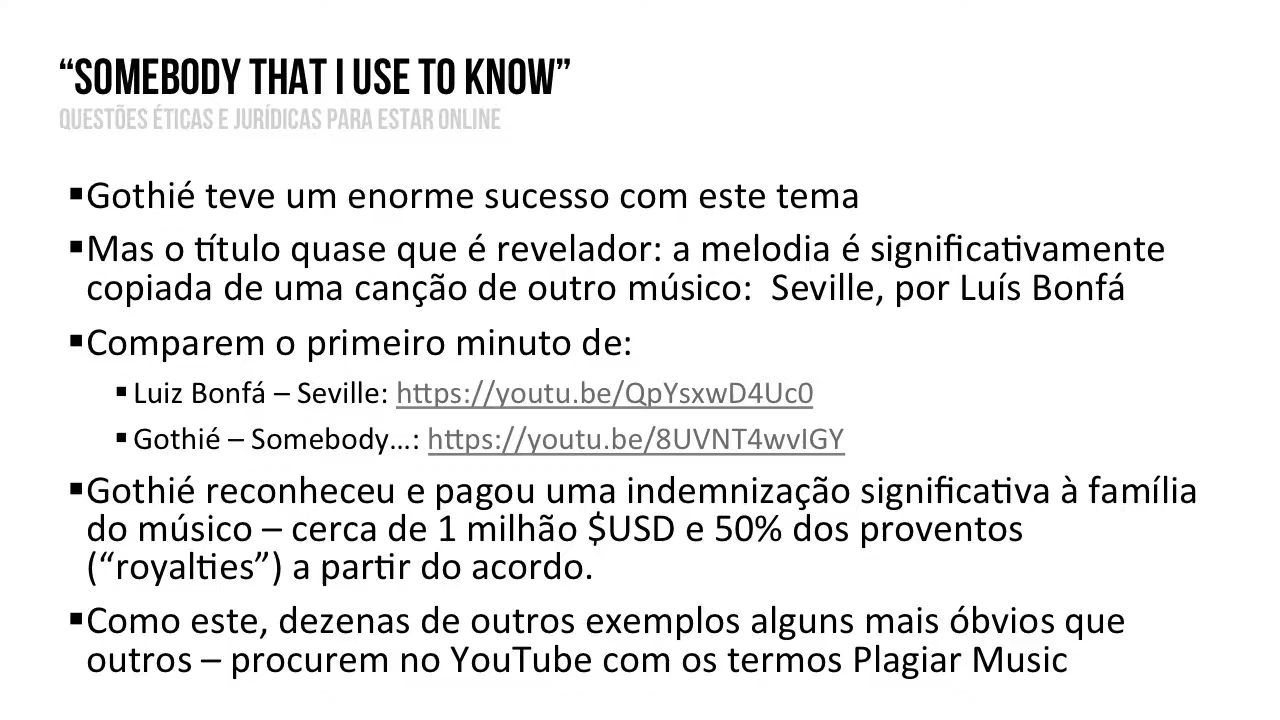 “SOMEBODY THAT I USE TO KNOW”
QUESTÕES ÉTICAS E JURÍDICAS PARA ESTAR ONLINE
▪Gothié teve um enorme sucesso com este tema
▪Mas o título quase que é revelador: a melodia é significativamente
copiada de uma canção de outro músico:  Seville, por Luís Bonfá
▪Comparem o primeiro minuto de:
▪Luiz Bonfá – Seville: https://youtu.be/QpYsxwD4Uc0
▪Gothié – Somebody…: https://youtu.be/8UVNT4wvIGY
▪Gothié reconheceu e pagou uma indemnização significativa à família
do músico – cerca de 1 milhão $USD e 50% dos proventos
(“royalties”) a partir do acordo.
▪Como este, dezenas de outros exemplos alguns mais óbvios que
outros – procurem no YouTube com os termos Plagiar Music